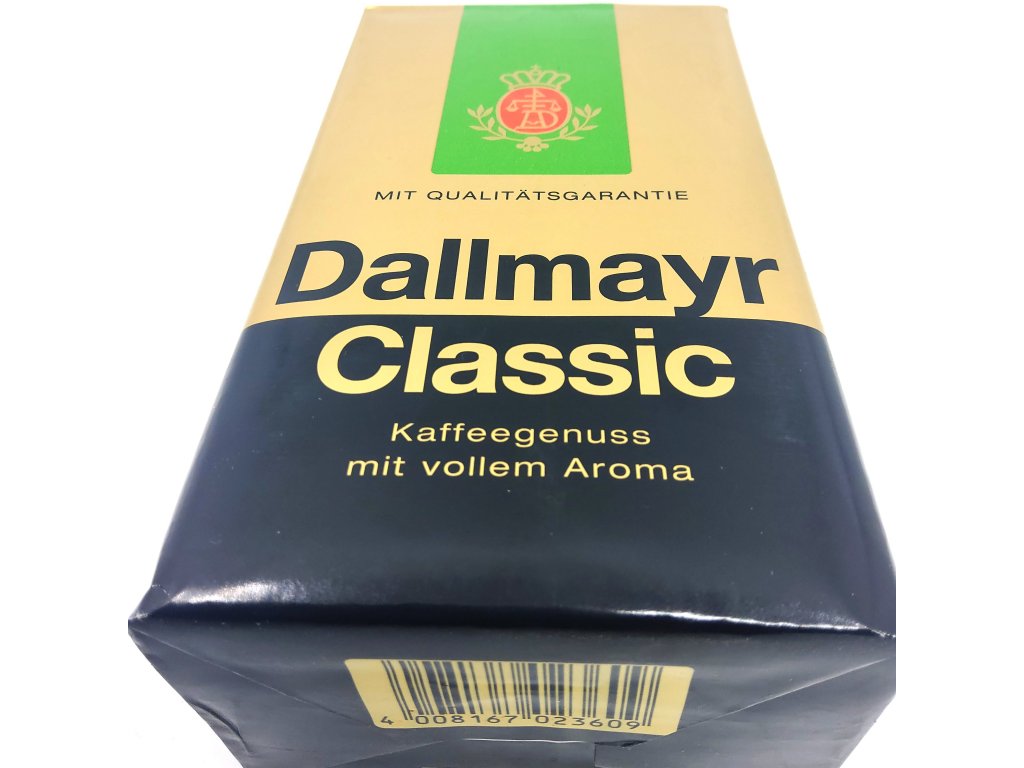 MIT QUALITÄTSGARANTIE
Dallmayr
Classic
Kaffeegenuss
mit vollem Aroma
4 008167 023609